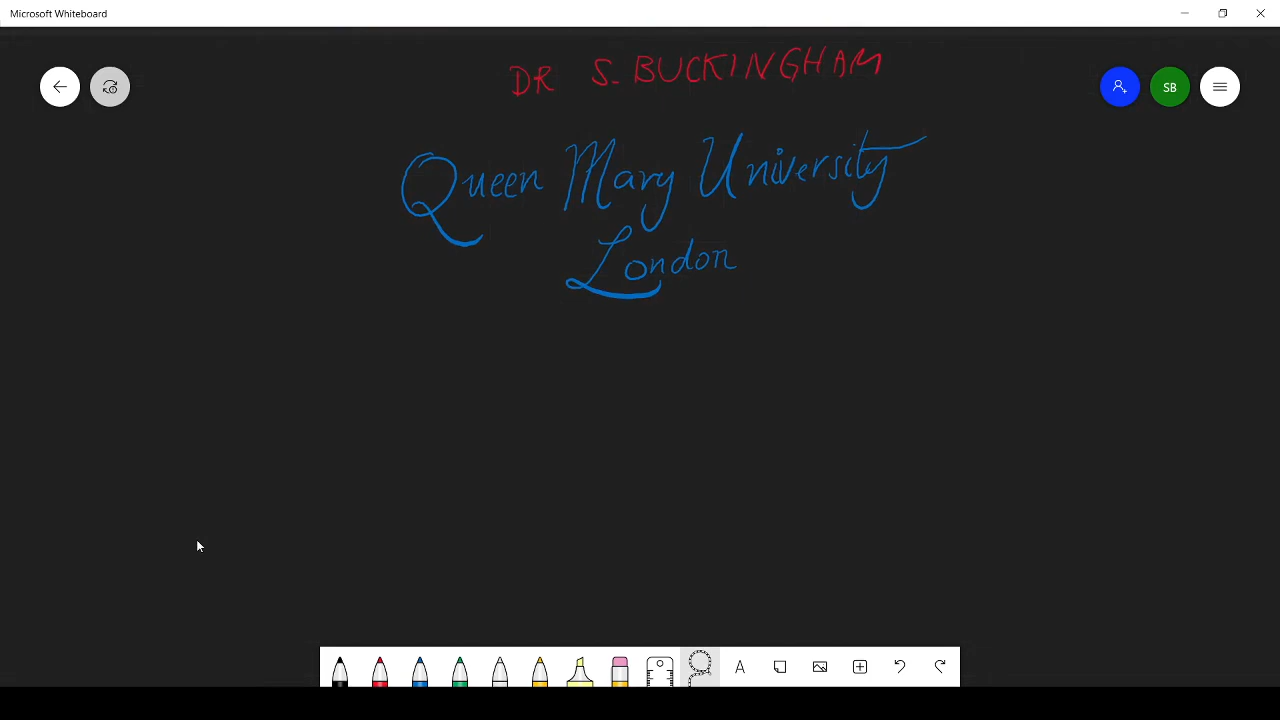 Microsoft Whiteboard
DR S. BUCKINGHAM
SB
Queen Mary University
London
A